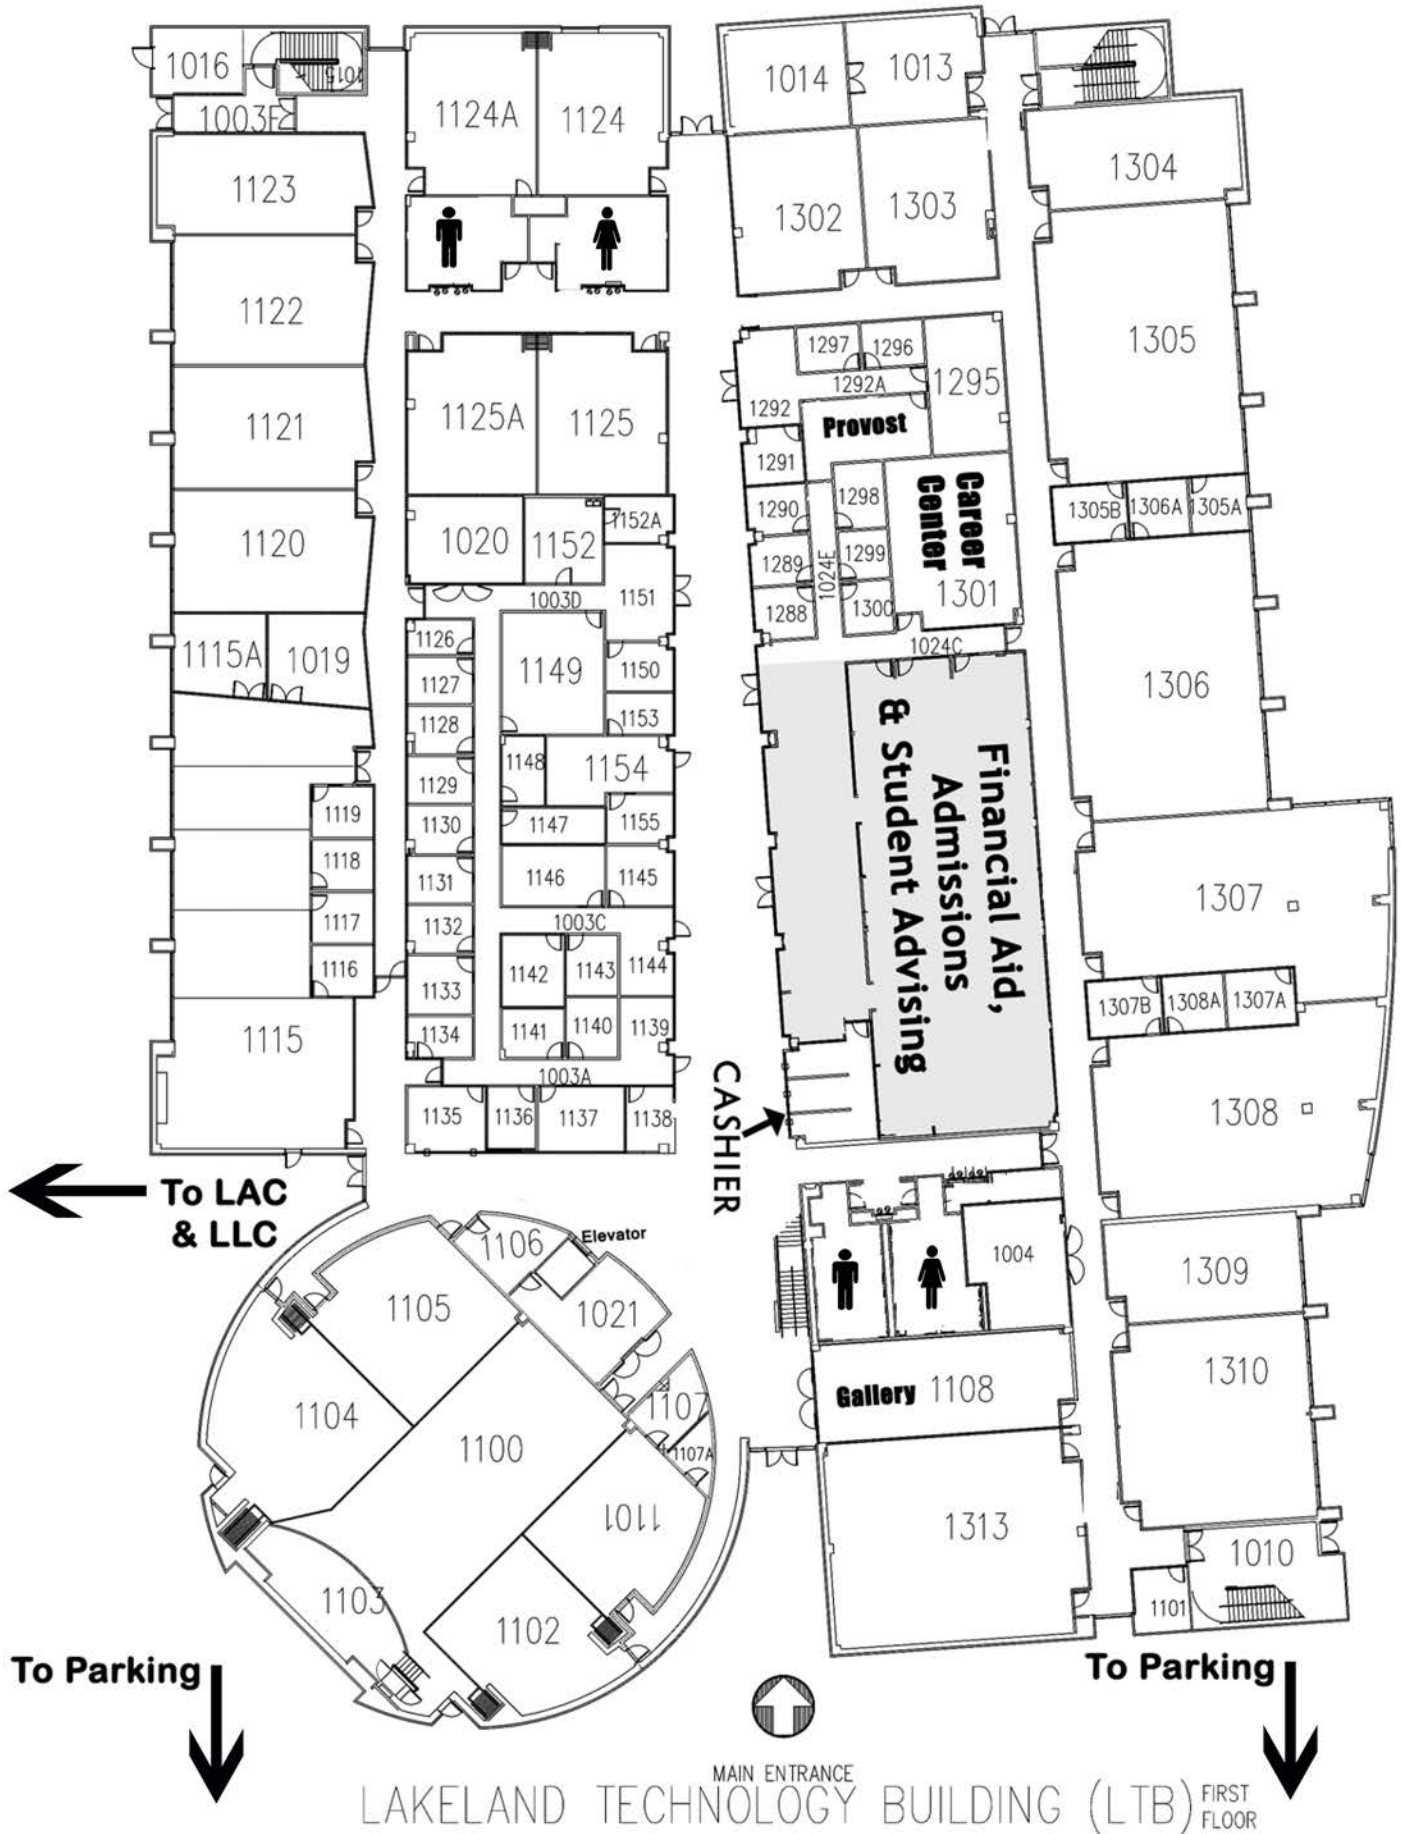 1016
1015
1003F
1123
1122
1121
1120
1115A
1019
1119
1118
1117
1116
1115
1124A
1124
1125A
1125
1020
1152
1152A
1003D
1151
1126
1127
1128
1129
1130
1131
1132
1133
1134
1149
1150
1153
1148
1154
1147
1155
1146
1145
1003C
1142
1143
1144
1141
1140
1139
1003A
1135
1136
1137
1138
1014
1013
1302
1303
1297
1296
1292A
1292
1295
Provost
1291
1290
1289
1288
1024E
1298
1299
1300
Career
Center
1301
1024C
Financial Aid,
Admissions
& Student Advising
CASHIER
1304
1305
1305B
1306A
1305A
1306
1307
1307B
1308A
1307A
1308
1309
1310
1010
1101
1004
Gallery 1108
1313
To LAC
& LLC
1106
Elevator
1105
1021
1104
1107
1107A
1100
1101
1103
1102
To Parking
To Parking
MAIN ENTRANCE
LAKELAND TECHNOLOGY BUILDING (LTB) FIRST
FLOOR